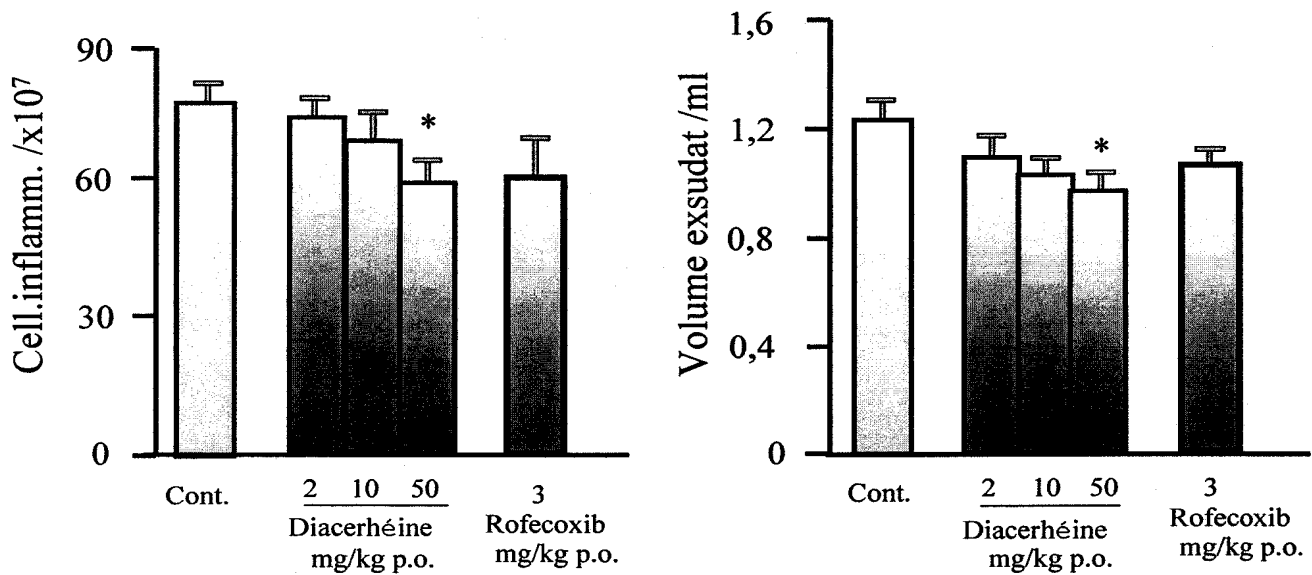 Cell.inflamm. /x10⁷
90
60
30
0
*
Cont.
2 10 50
Diacerhéine
mg/kg p.o.
3
Rofecoxib
mg/kg p.o.
Volume exsudat /ml
1,6
1,2
0,8
0,4
0
*
Cont.
2 10 50
Diacerhéine
mg/kg p.o.
3
Rofecoxib
mg/kg p.o.